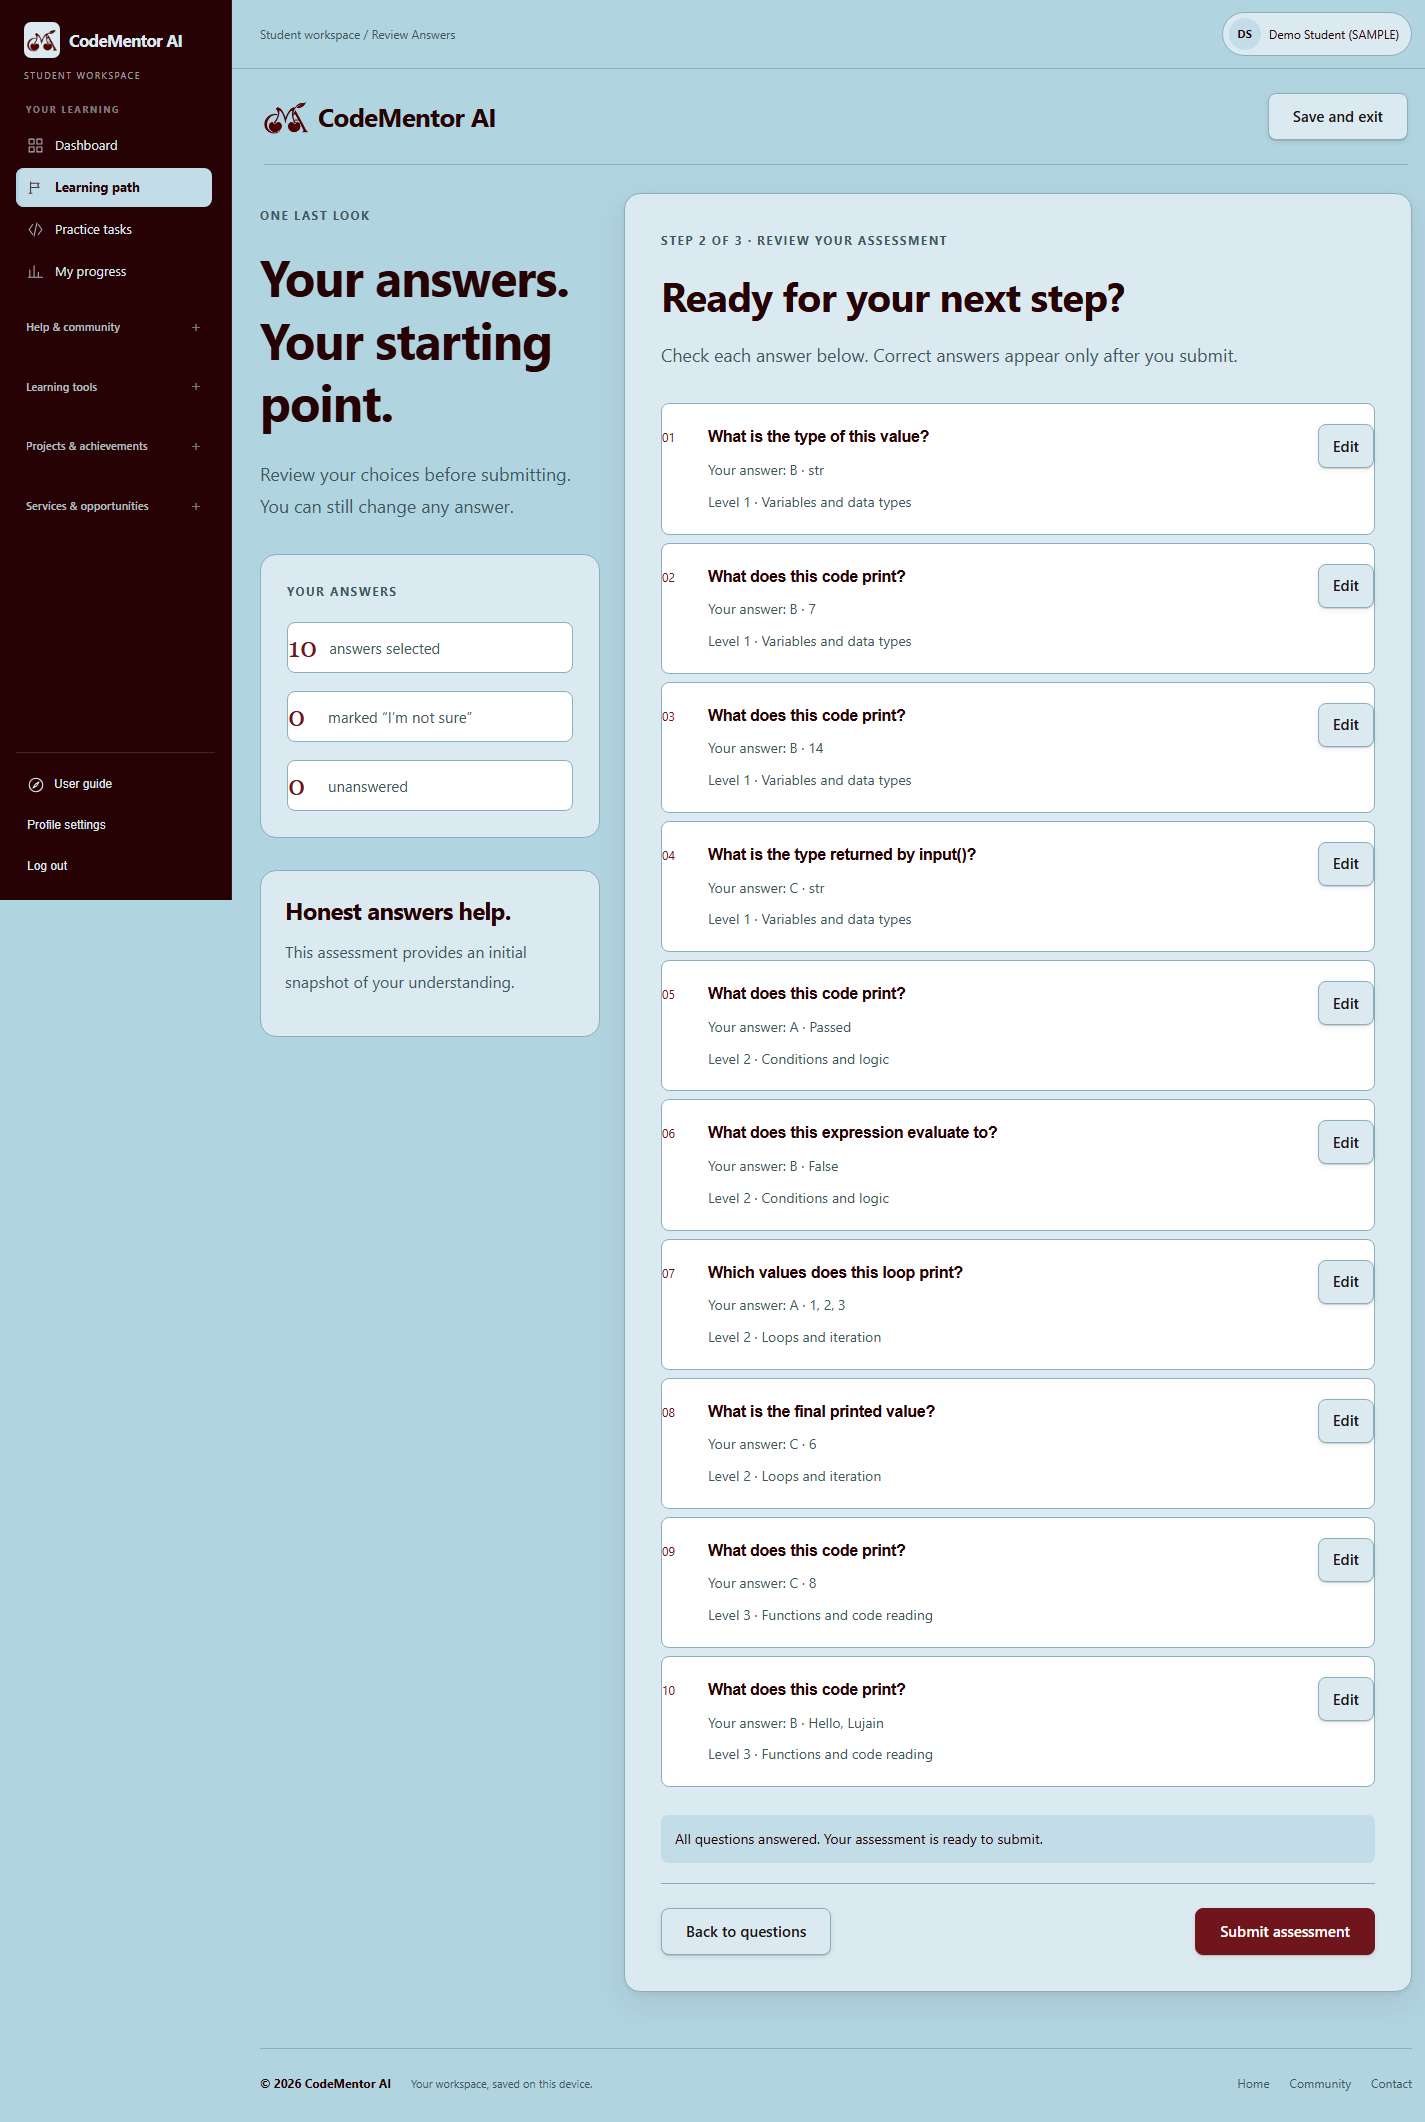 CodeMentor AI
STUDENT WORKSPACE
YOUR LEARNING
Dashboard
Learning path
Practice tasks
My progress
Help & community +
Learning tools +
Projects & achievements +
Services & opportunities +
User guide
Profile settings
Log out
Student workspace / Review Answers
DS Demo Student (SAMPLE)
CodeMentor AI
Save and exit
ONE LAST LOOK
Your answers.
Your starting
point.
Review your choices before submitting.
You can still change any answer.
YOUR ANSWERS
10 answers selected
0 marked “I’m not sure”
0 unanswered
Honest answers help.
This assessment provides an initial
snapshot of your understanding.
STEP 2 OF 3 · REVIEW YOUR ASSESSMENT
Ready for your next step?
Check each answer below. Correct answers appear only after you submit.
01 What is the type of this value? Edit
Your answer: B · str
Level 1 · Variables and data types
02 What does this code print? Edit
Your answer: B · 7
Level 1 · Variables and data types
03 What does this code print? Edit
Your answer: B · 14
Level 1 · Variables and data types
04 What is the type returned by input()? Edit
Your answer: C · str
Level 1 · Variables and data types
05 What does this code print? Edit
Your answer: A · Passed
Level 2 · Conditions and logic
06 What does this expression evaluate to? Edit
Your answer: B · False
Level 2 · Conditions and logic
07 Which values does this loop print? Edit
Your answer: A · 1, 2, 3
Level 2 · Loops and iteration
08 What is the final printed value? Edit
Your answer: C · 6
Level 2 · Loops and iteration
09 What does this code print? Edit
Your answer: C · 8
Level 3 · Functions and code reading
10 What does this code print? Edit
Your answer: B · Hello, Lujain
Level 3 · Functions and code reading
All questions answered. Your assessment is ready to submit.
Back to questions
Submit assessment
© 2026 CodeMentor AI Your workspace, saved on this device.
Home Community Contact